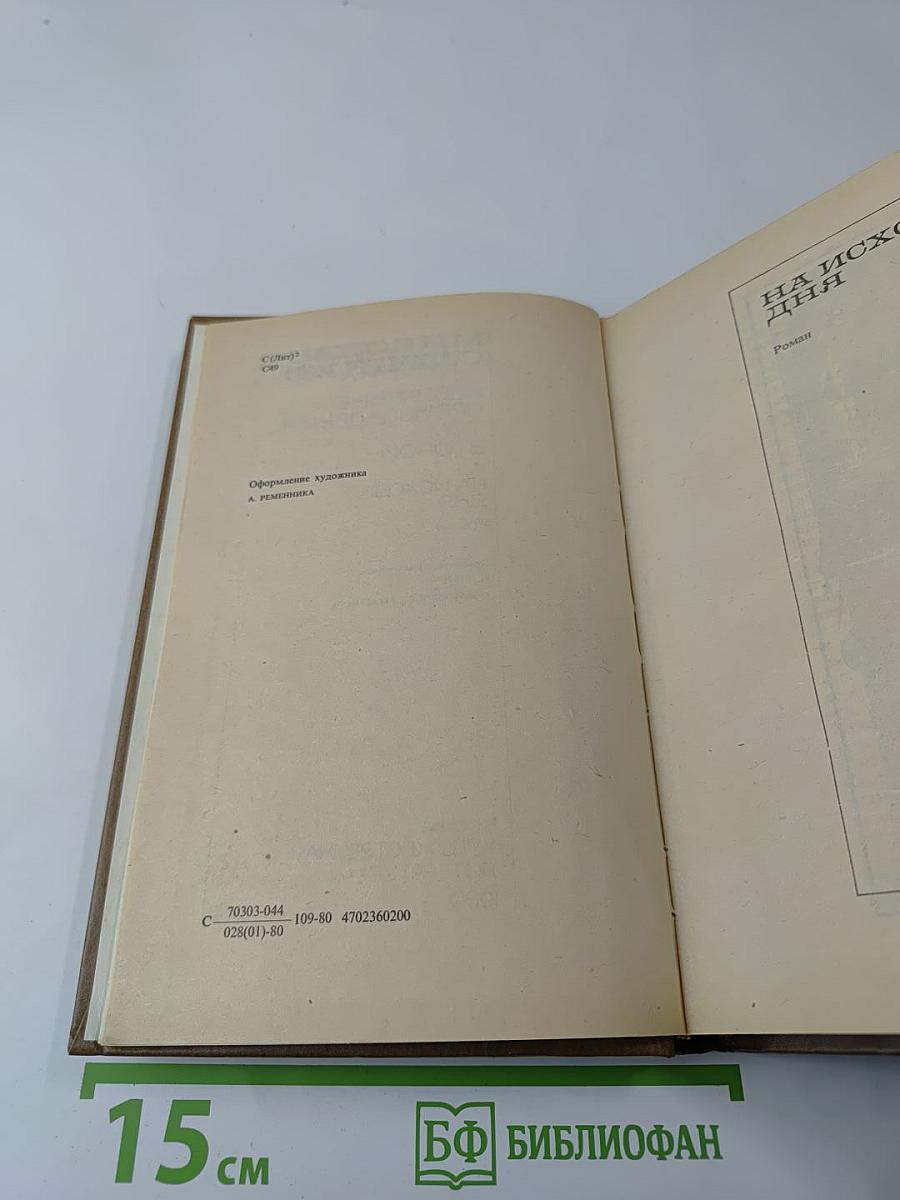 С(Лит)2
С49
Оформление художника
А. РЕМЕННИКА
С 70303-044 109-80 4702360200
028(01)-80
НА ИСХО
ДНЯ
Роман
15 см
БФ БИБЛИОФАН